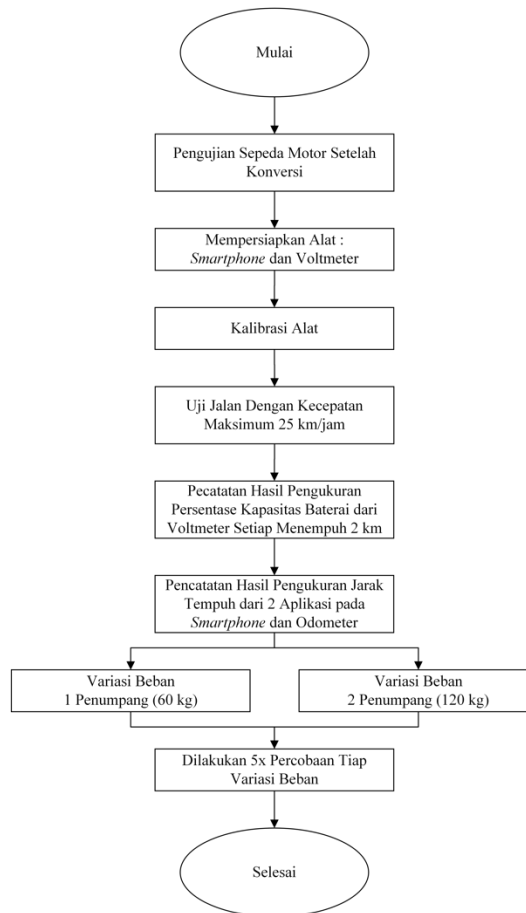 Mulai
Pengujian Sepeda Motor Setelah
Konversi
Mempersiapkan Alat :
Smartphone dan Voltmeter
Kalibrasi Alat
Uji Jalan Dengan Kecepatan
Maksimum 25 km/jam
Pecatatan Hasil Pengukuran
Persentase Kapasitas Baterai dari
Voltmeter Setiap Menempuh 2 km
Pencatatan Hasil Pengukuran Jarak
Tempuh dari 2 Aplikasi pada
Smartphone dan Odometer
Variasi Beban
1 Penumpang (60 kg)
Variasi Beban
2 Penumpang (120 kg)
Dilakukan 5x Percobaan Tiap
Variasi Beban
Selesai